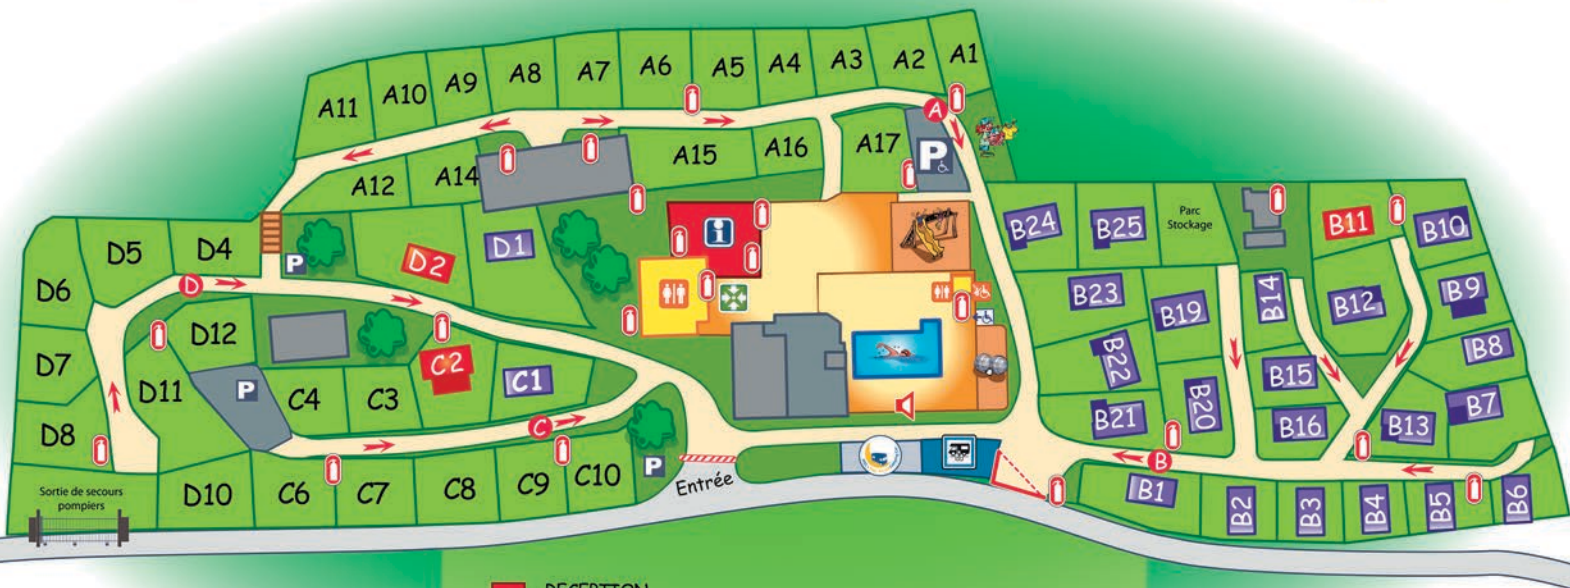 A11
A10
A9
A8
A7
A6
A5
A4
A3
A2
A1
A
A12
A14
A15
A16
A17
P
D6
D5
D4
P
D2
D1
i
D
D7
D12
D11
P
C4
C3
C2
C1
D8
C
D10
C6
C7
C8
C9
C10
P
Sortie de secours
pompiers
Entrée
B24
B25
Parc
Stockage
B11
B10
B23
B19
B14
B12
B9
B22
B15
B8
B21
B20
B16
B13
B7
B
B1
B2
B3
B4
B5
B6
RECEPTION